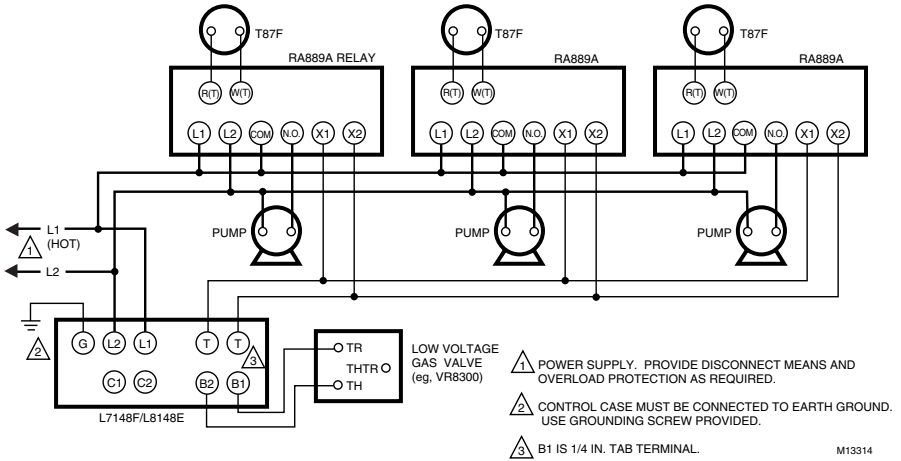 T87F T87F T87F
RA889A RELAY RA889A RA889A
R(T) W(T) R(T) W(T) R(T) W(T)
L1 L2 COM N.O. X1 X2 L1 L2 COM N.O. X1 X2 L1 L2 COM N.O. X1 X2
L1
(HOT)
1
PUMP PUMP PUMP
L2
2
G L2 L1 T T
3
C1 C2 B2 B1
L7148F/L8148E
TR
THTR
TH
LOW VOLTAGE
GAS VALVE
(eg, VR8300)
1 POWER SUPPLY. PROVIDE DISCONNECT MEANS AND
OVERLOAD PROTECTION AS REQUIRED.
2 CONTROL CASE MUST BE CONNECTED TO EARTH GROUND.
USE GROUNDING SCREW PROVIDED.
3 B1 IS 1/4 IN. TAB TERMINAL.
M13314